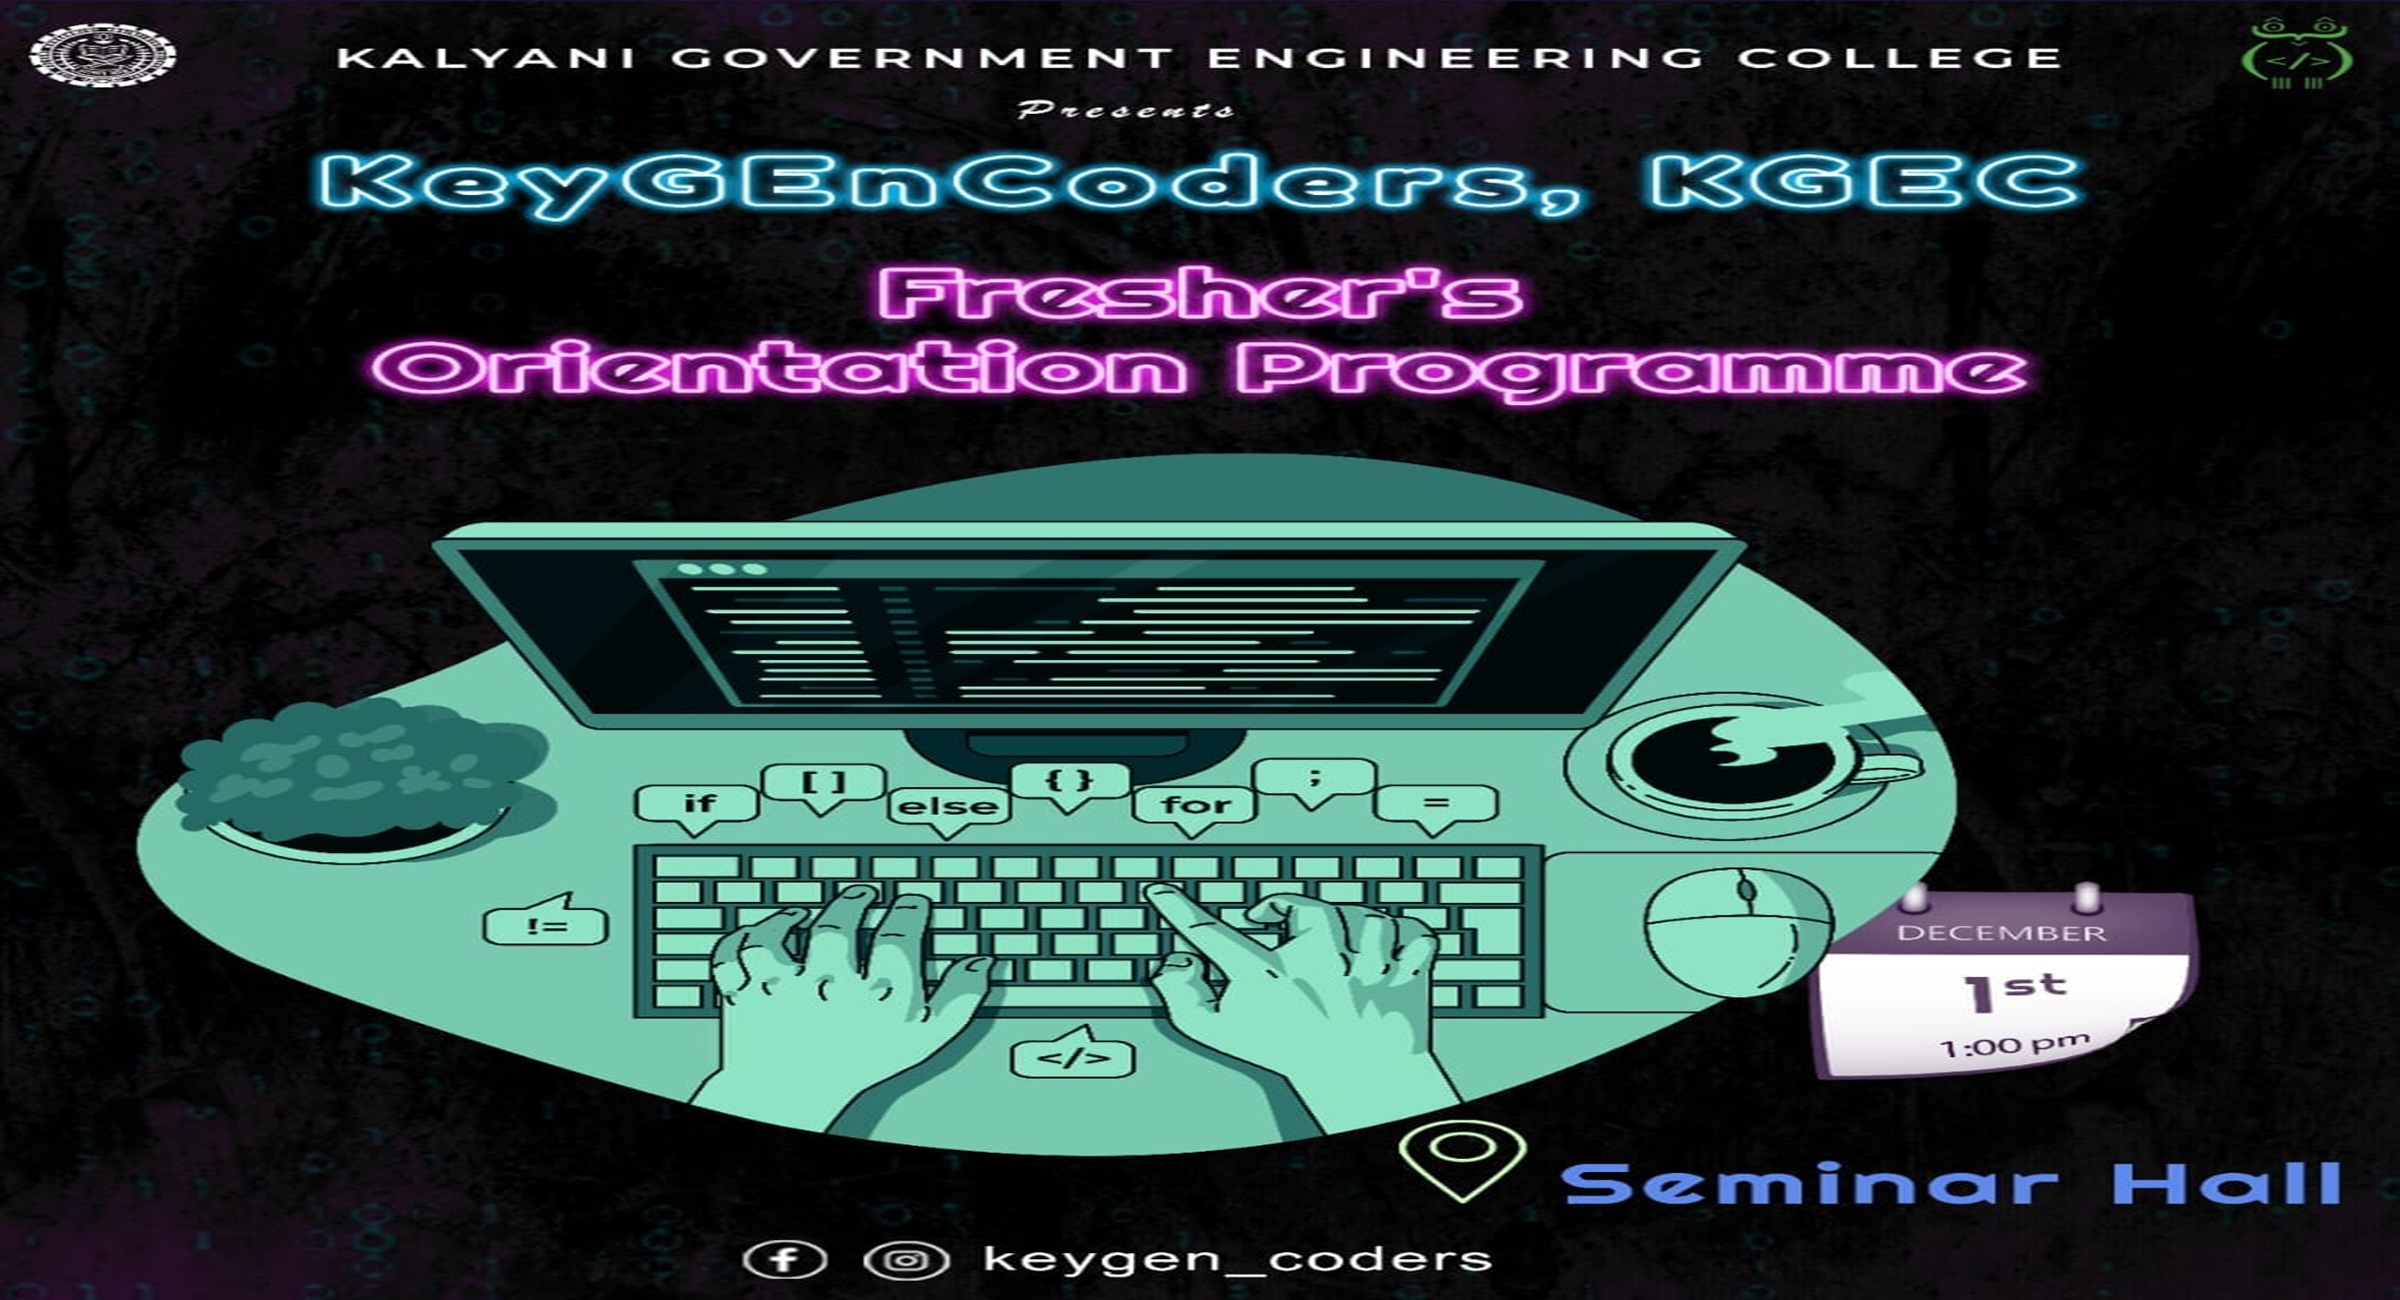 KALYANI GOVERNMENT ENGINEERING COLLEGE
Presents
KeyGEnCoders, KGEC
Fresher's
Orientation Programme
if [ ] else { } for ; =
!=
</>
DECEMBER
1st
1:00 pm
Seminar Hall
keygen_coders